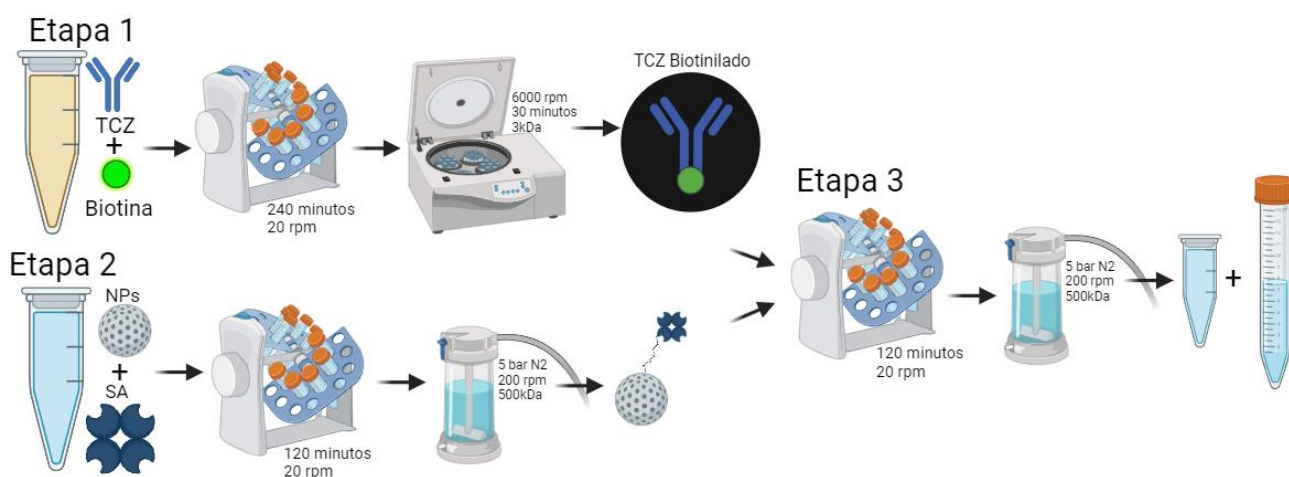 Etapa 1
TCZ
+
Biotina
240 minutos
20 rpm
6000 rpm
30 minutos
3kDa
TCZ Biotinilado
Etapa 2
NPs
+
SA
120 minutos
20 rpm
5 bar N2
200 rpm
500kDa
Etapa 3
120 minutos
20 rpm
5 bar N2
200 rpm
500kDa
+